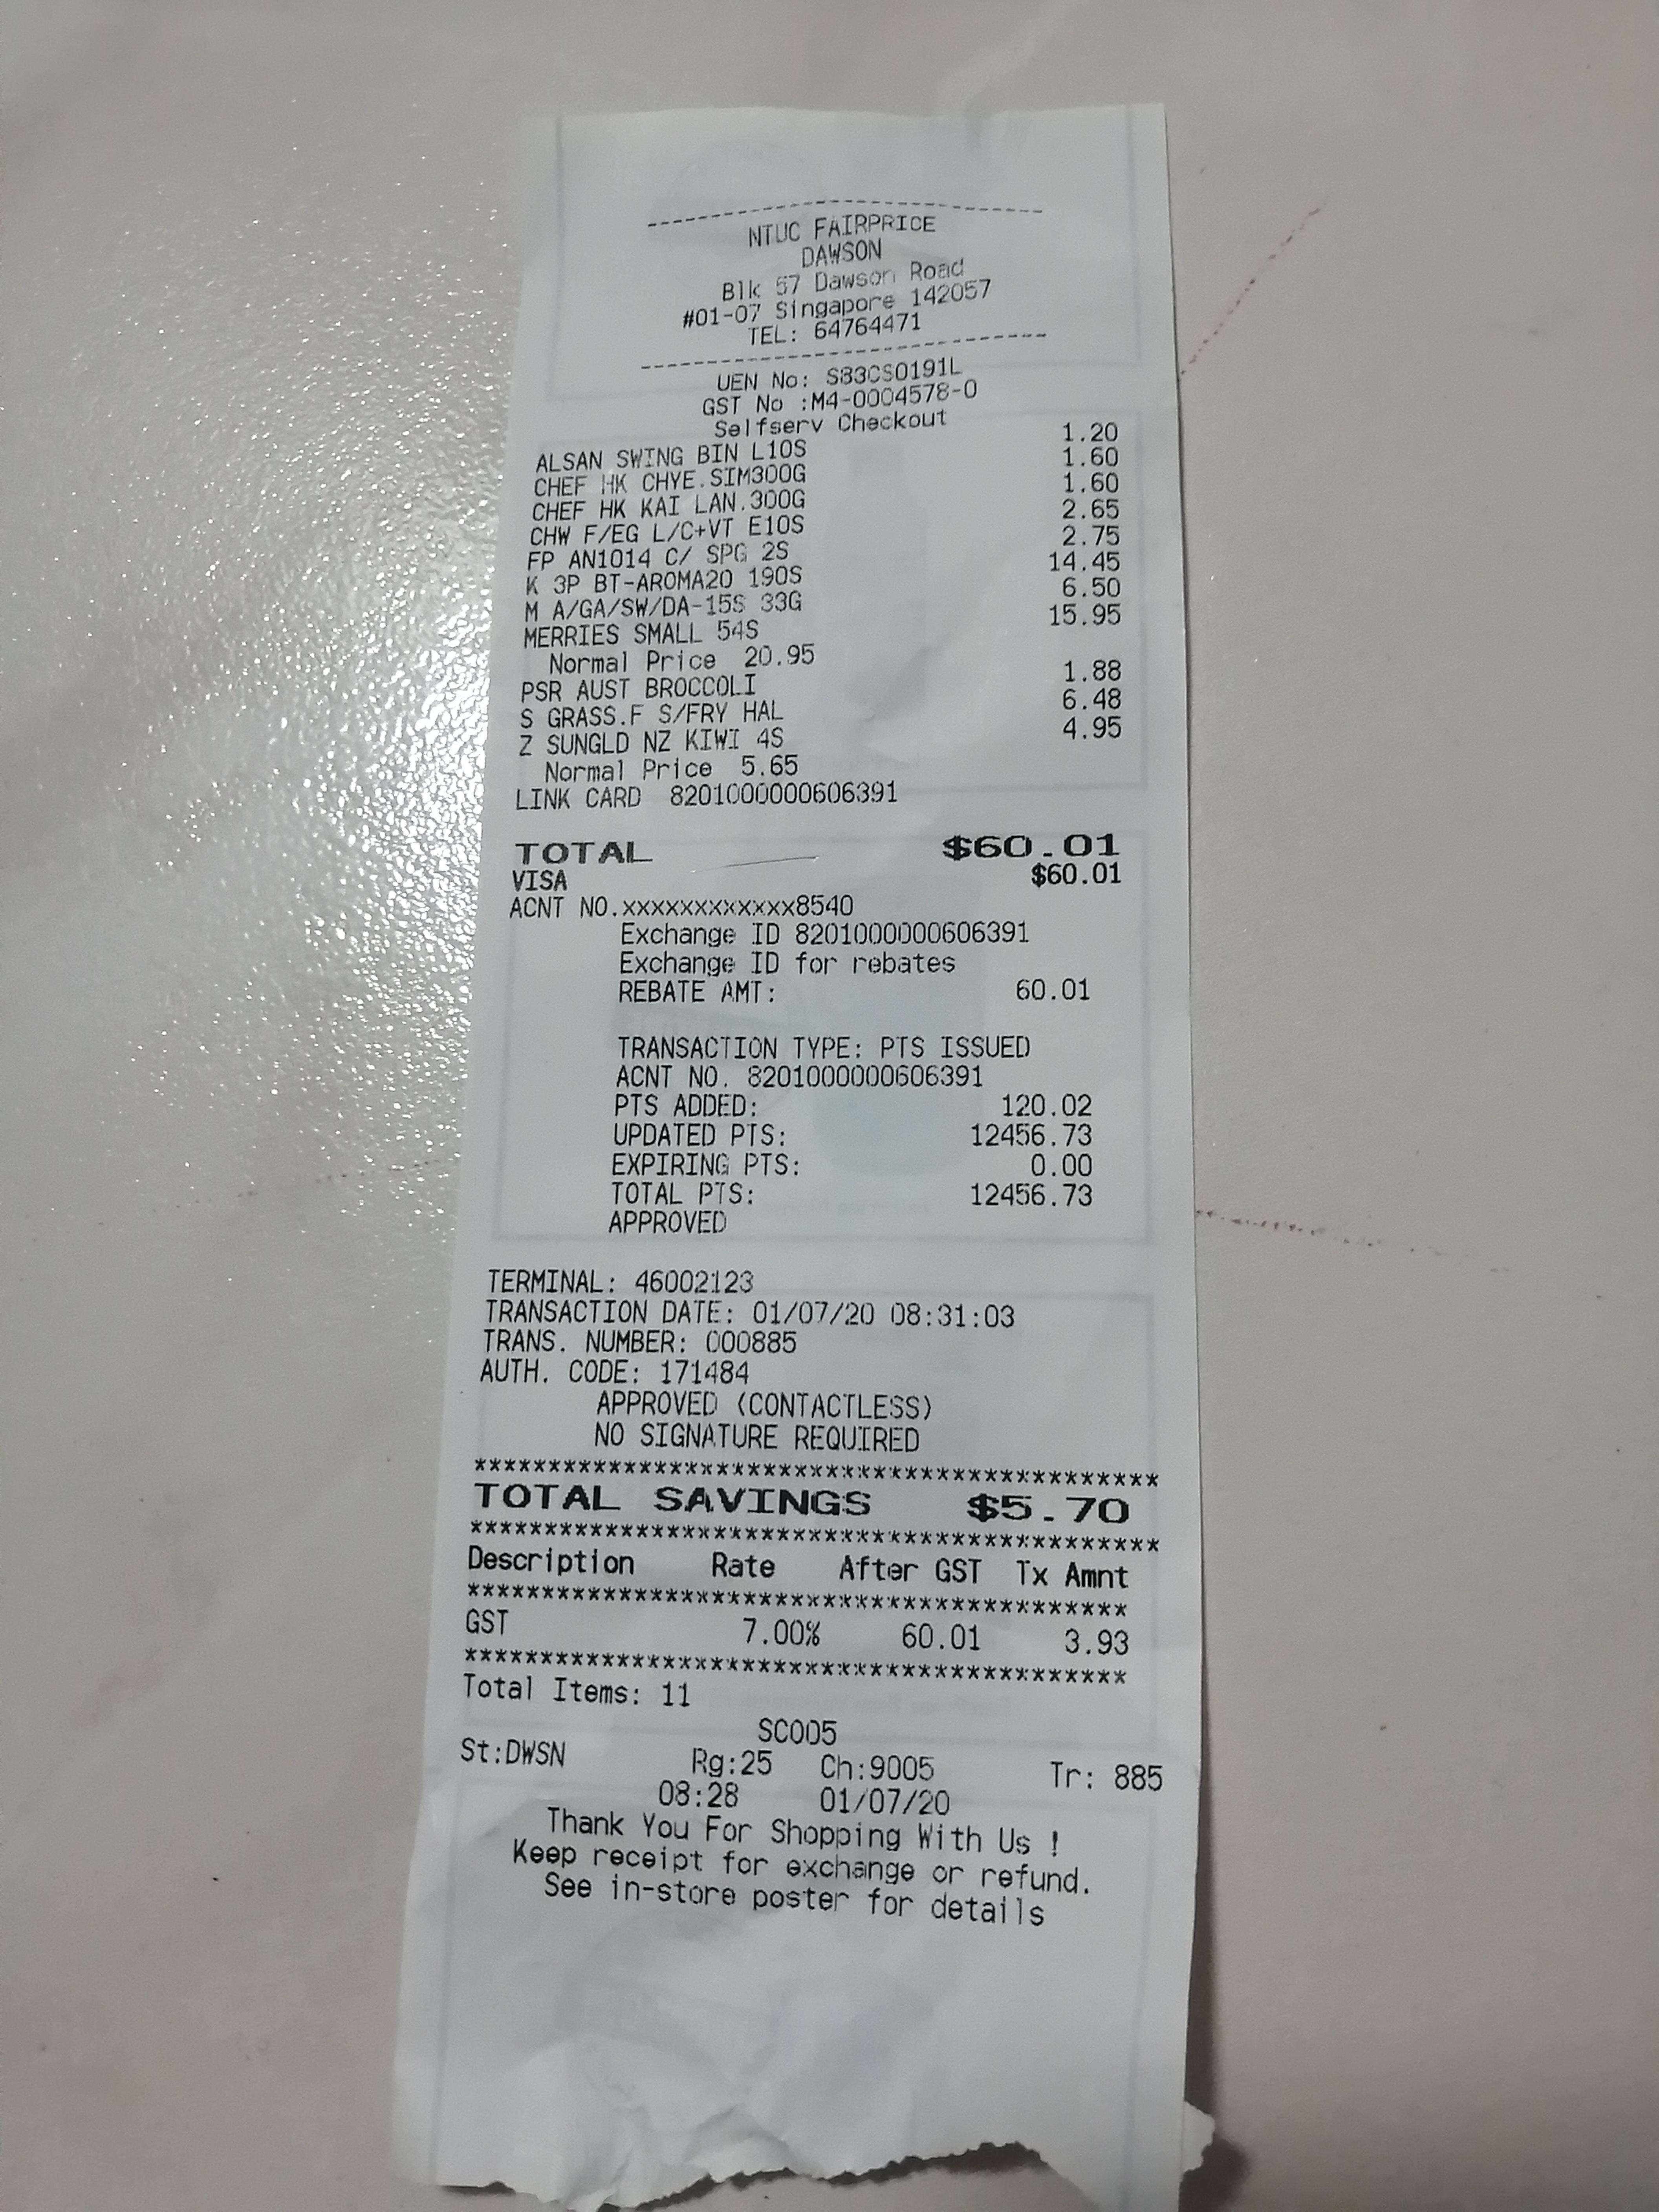 NTUC FAIRPRICE
DAWSON
Blk 57 Dawson Road
#01-07 Singapore 142057
TEL: 64764471
UEN No: S83CS0191L
GST No :M4-0004578-0
Selfserv Checkout
ALSAN SWING BIN L10S 1.20
CHEF HK CHYE.SIM300G 1.60
CHEF HK KAI LAN.300G 1.60
CHW F/EG L/C+VT E10S 2.65
FP AN1014 C/ SPG 2S 2.75
K 3P BT-AROMA20 190S 14.45
M A/GA/SW/DA-15S 33G 6.50
MERRIES SMALL 54S 15.95
Normal Price 20.95
PSR AUST BROCCOLI 1.88
S GRASS.F S/FRY HAL 6.48
Z SUNGLD NZ KIWI 4S 4.95
Normal Price 5.65
LINK CARD 8201000000606391
TOTAL $60.01
VISA $60.01
ACNT NO.xxxxxxxxxxxx8540
Exchange ID 8201000000606391
Exchange ID for rebates
REBATE AMT: 60.01
TRANSACTION TYPE: PTS ISSUED
ACNT NO. 8201000000606391
PTS ADDED: 120.02
UPDATED PTS: 12456.73
EXPIRING PTS: 0.00
TOTAL PTS: 12456.73
APPROVED
TERMINAL: 46002123
TRANSACTION DATE: 01/07/20 08:31:03
TRANS. NUMBER: 000885
AUTH. CODE: 171484
APPROVED (CONTACTLESS)
NO SIGNATURE REQUIRED
*********************************************
TOTAL SAVINGS $5.70
*********************************************
Description Rate After GST Tx Amnt
*******************************************
GST 7.00% 60.01 3.93
*******************************************
Total Items: 11
SC005
St:DWSN Rg:25 Ch:9005 Tr: 885
08:28 01/07/20
Thank You For Shopping With Us !
Keep receipt for exchange or refund.
See in-store poster for details